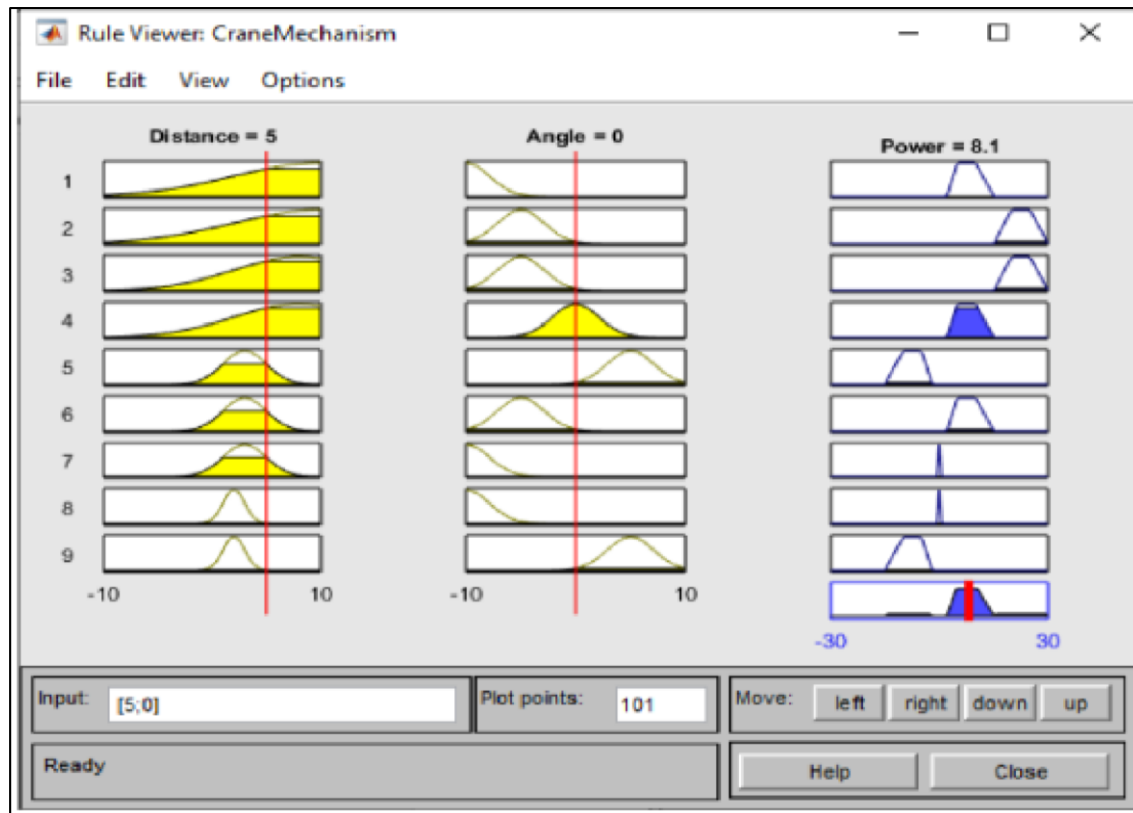 Rule Viewer: CraneMechanism
File Edit View Options
Distance = 5 Angle = 0 Power = 8.1
1
2
3
4
5
6
7
8
9
-10 10 -10 10
-30 30
Input: [5;0] Plot points: 101 Move: left right down up
Ready Help Close